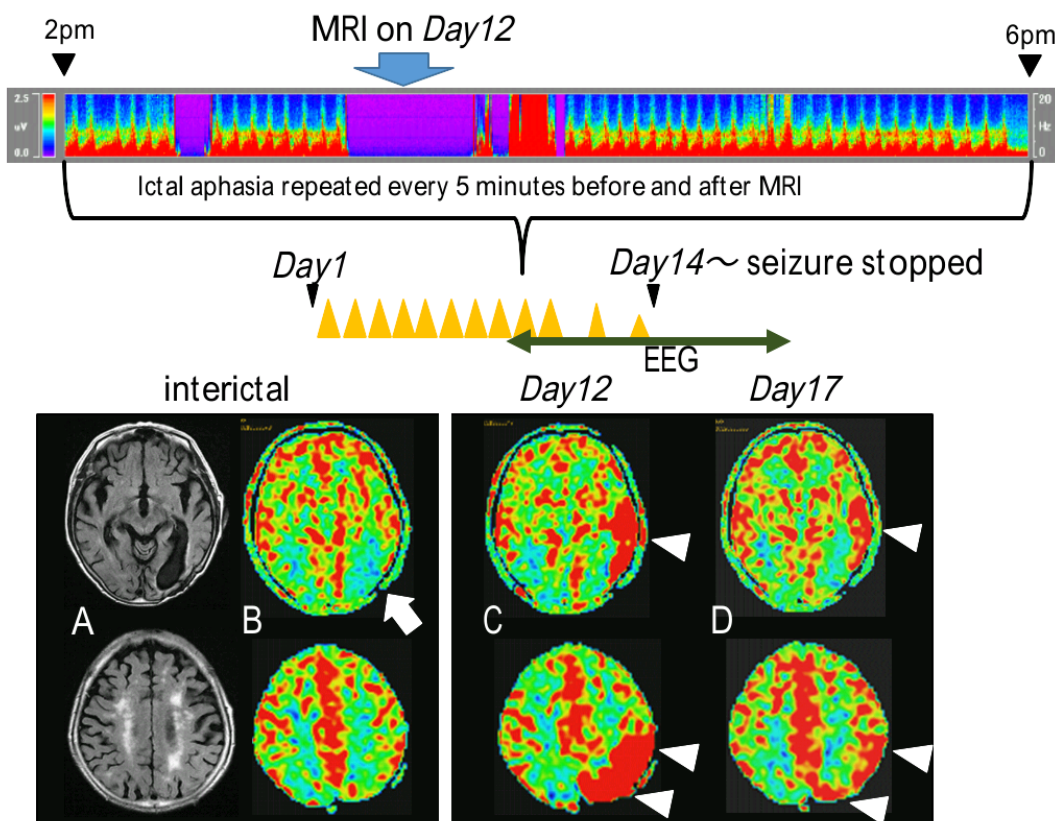 2pm
MRI on Day12
6pm
2.5
uV
0.0
20
Hz
0
Ictal aphasia repeated every 5 minutes before and after MRI
Day1
Day14～ seizure stopped
EEG
interictal
Day12
Day17
A
B
C
D